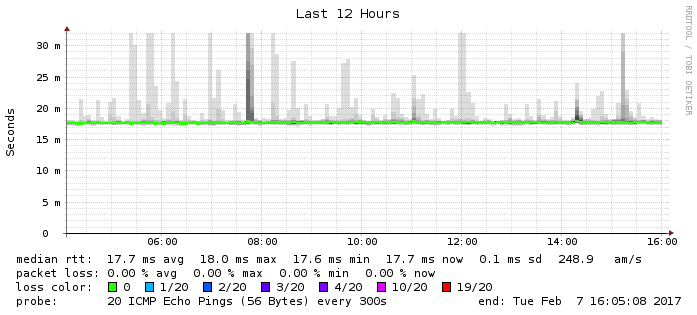 Last 12 Hours
RRDTOOL / TOBI OETIKER
Seconds
30 m
25 m
20 m
15 m
10 m
5 m
0
06:00 08:00 10:00 12:00 14:00 16:00
median rtt: 17.7 ms avg 18.0 ms max 17.6 ms min 17.7 ms now 0.1 ms sd 248.9 am/s
packet loss: 0.00 % avg 0.00 % max 0.00 % min 0.00 % now
loss color: 0 1/20 2/20 3/20 4/20 10/20 19/20
probe: 20 ICMP Echo Pings (56 Bytes) every 300s end: Tue Feb 7 16:05:08 2017